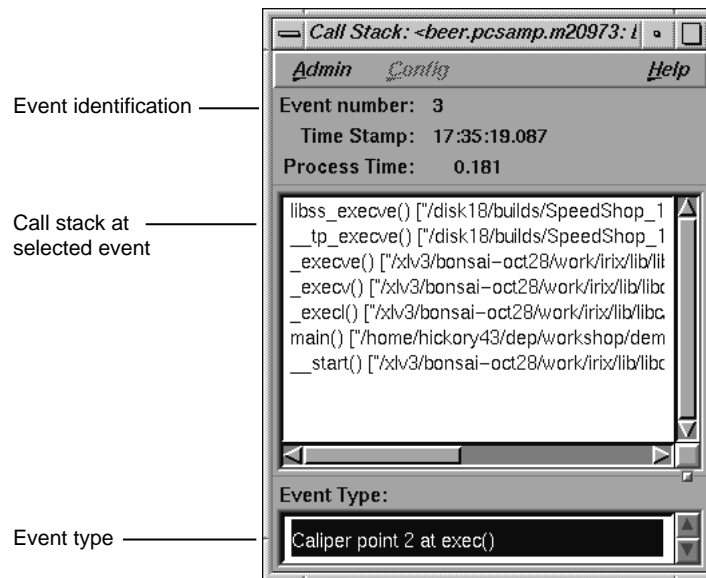 Call Stack: <beer.pcsamp.m20973:
Admin Config Help
Event identification
Event number: 3
Time Stamp: 17:35:19.087
Process Time: 0.181
Call stack at
selected event
libss_execve() ["/disk18/builds/SpeedShop_1
__tp_execve() ["/disk18/builds/SpeedShop_1
_execve() ["/xlv3/bonsai-oct28/work/irix/lib/lib
_execv() ["/xlv3/bonsai-oct28/work/irix/lib/libc
_execl() ["/xlv3/bonsai-oct28/work/irix/lib/libc
main() ["/home/hickory43/dep/workshop/dem
__start() ["/xlv3/bonsai-oct28/work/irix/lib/libc
Event Type:
Event type
Caliper point 2 at exec()